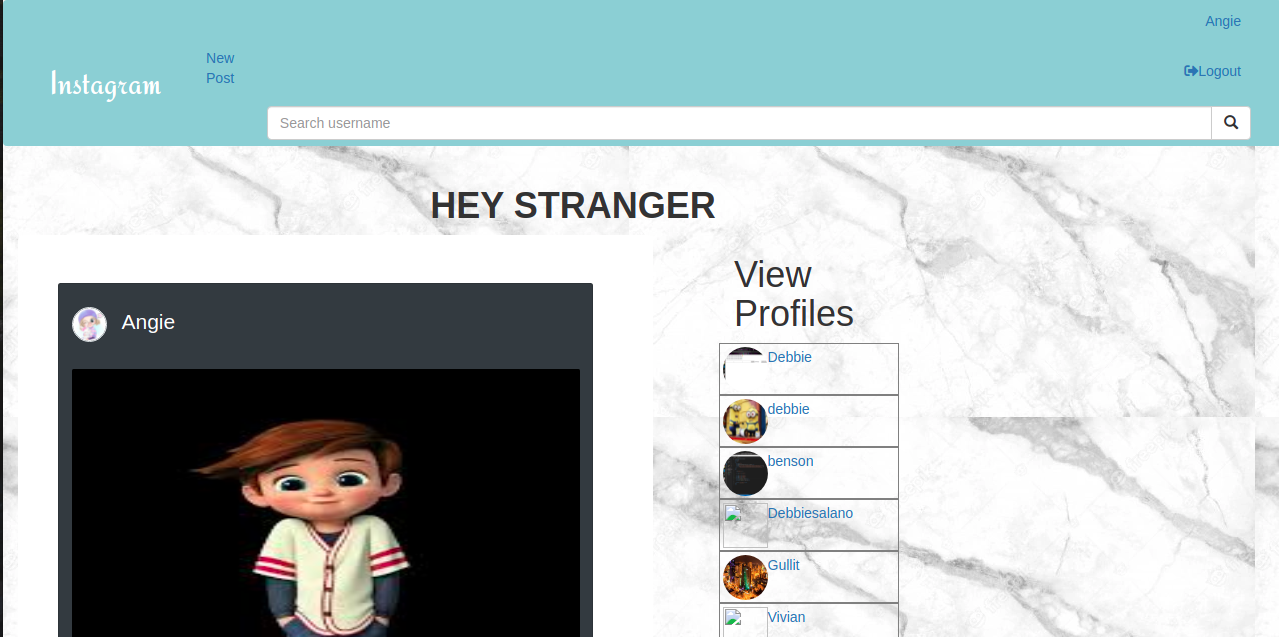 Angie
New
Post
Instagram
Logout
Search username
HEY STRANGER
View
Profiles
Angie
Debbie
debbie
benson
Debbiesalano
Gullit
Vivian